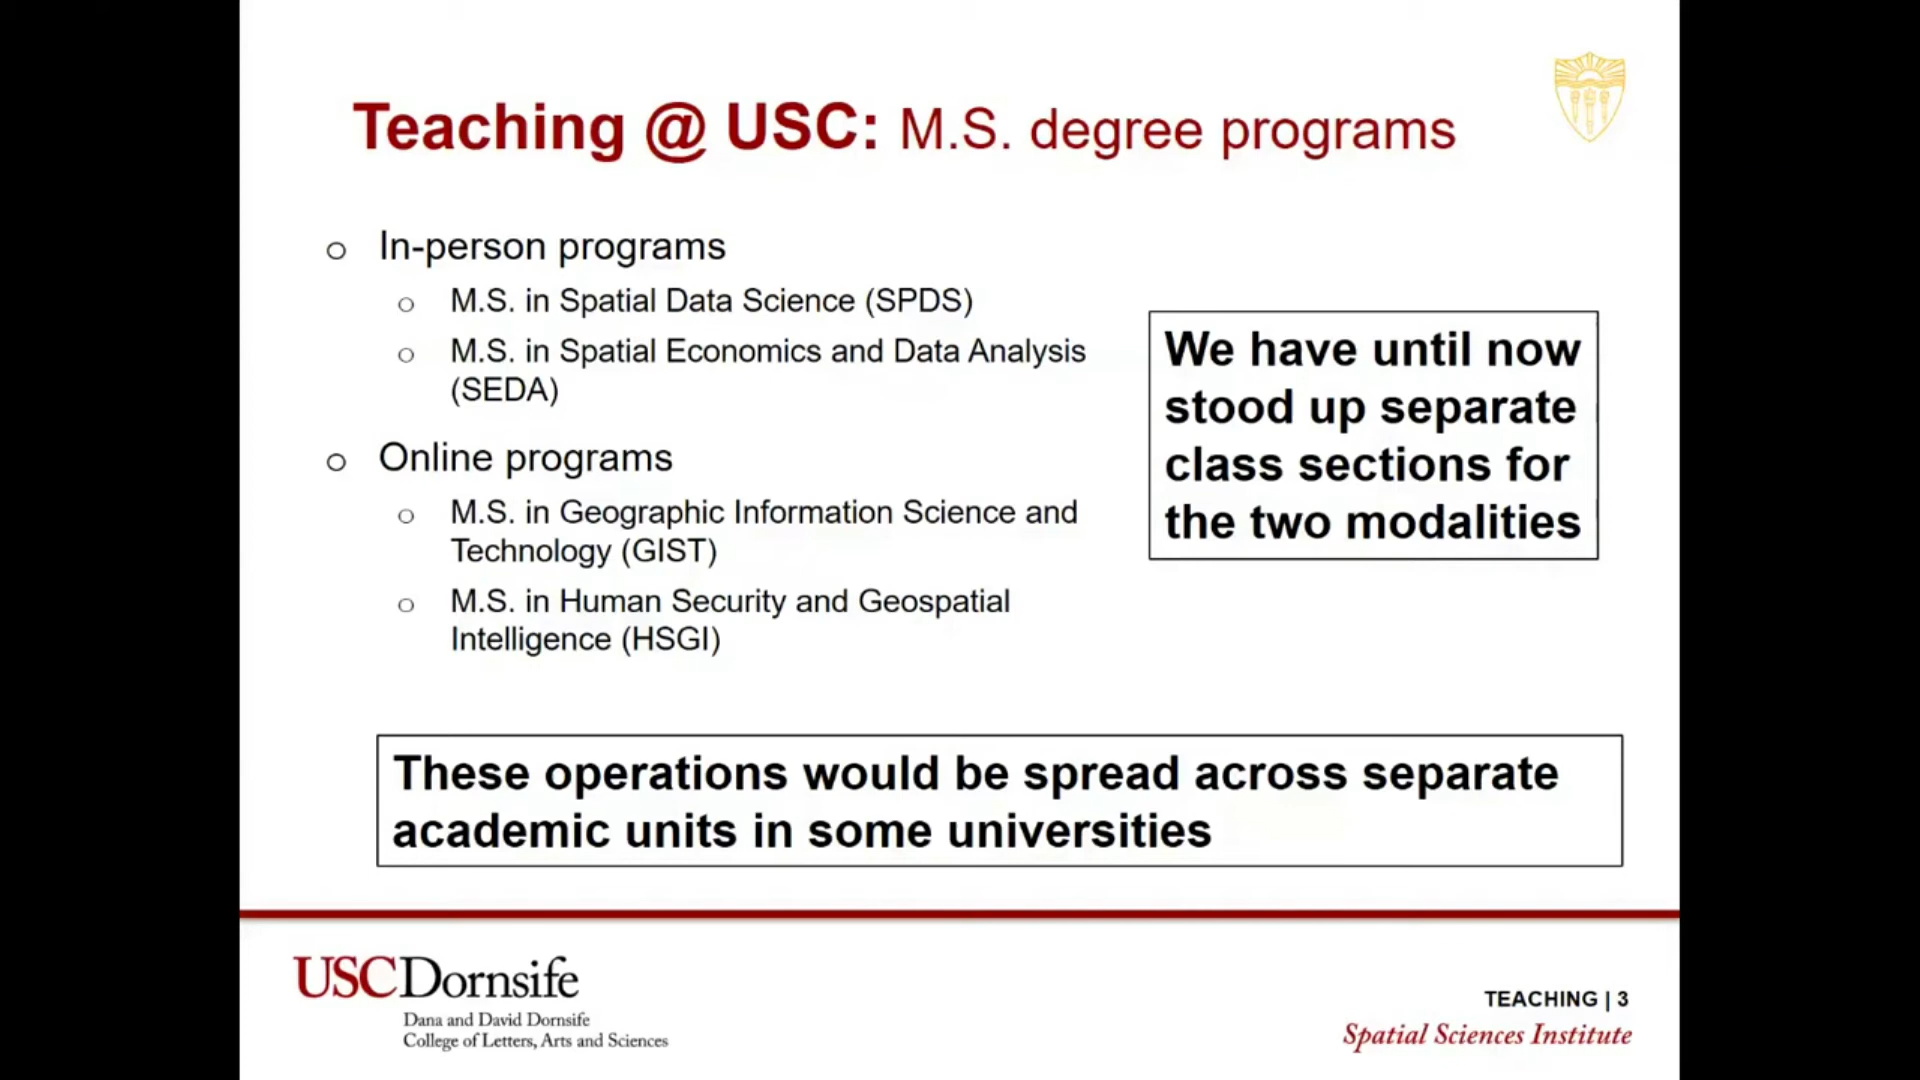 Teaching @ USC: M.S. degree programs
o In-person programs
o M.S. in Spatial Data Science (SPDS)
o M.S. in Spatial Economics and Data Analysis
(SEDA)
o Online programs
o M.S. in Geographic Information Science and
Technology (GIST)
o M.S. in Human Security and Geospatial
Intelligence (HSGI)
We have until now
stood up separate
class sections for
the two modalities
These operations would be spread across separate
academic units in some universities
USCDornsife
Dana and David Dornsife
College of Letters, Arts and Sciences
TEACHING | 3
Spatial Sciences Institute